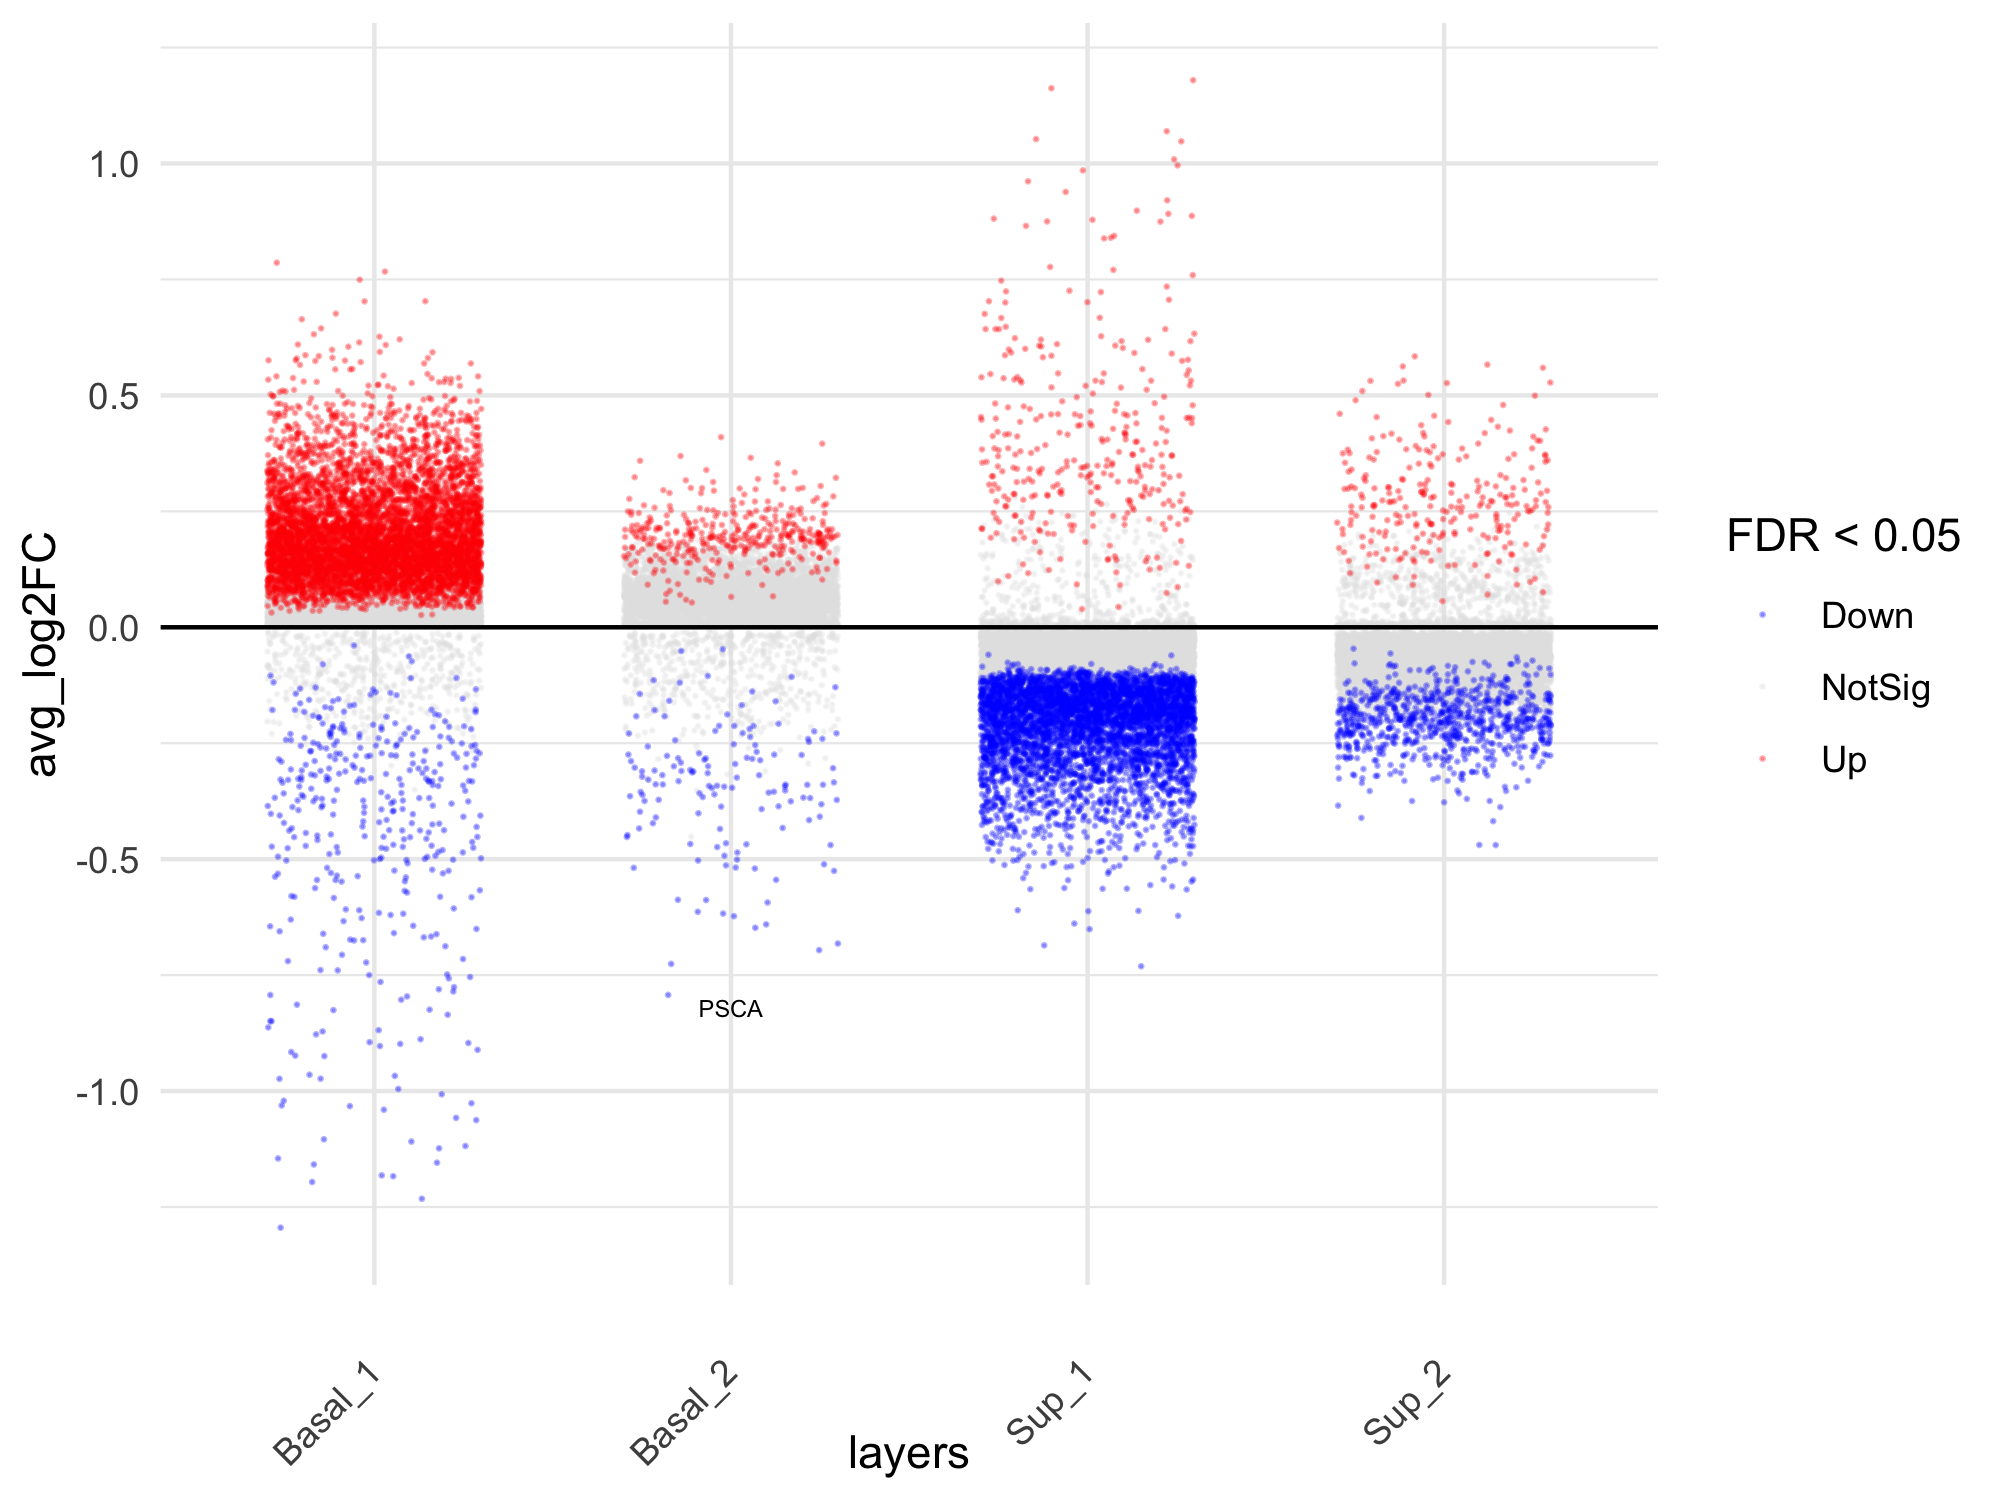 avg_log2FC
1.0
0.5
0.0
-0.5
-1.0
PSCA
Basal_1
Basal_2
Sup_1
Sup_2
layers
FDR < 0.05
Down
NotSig
Up